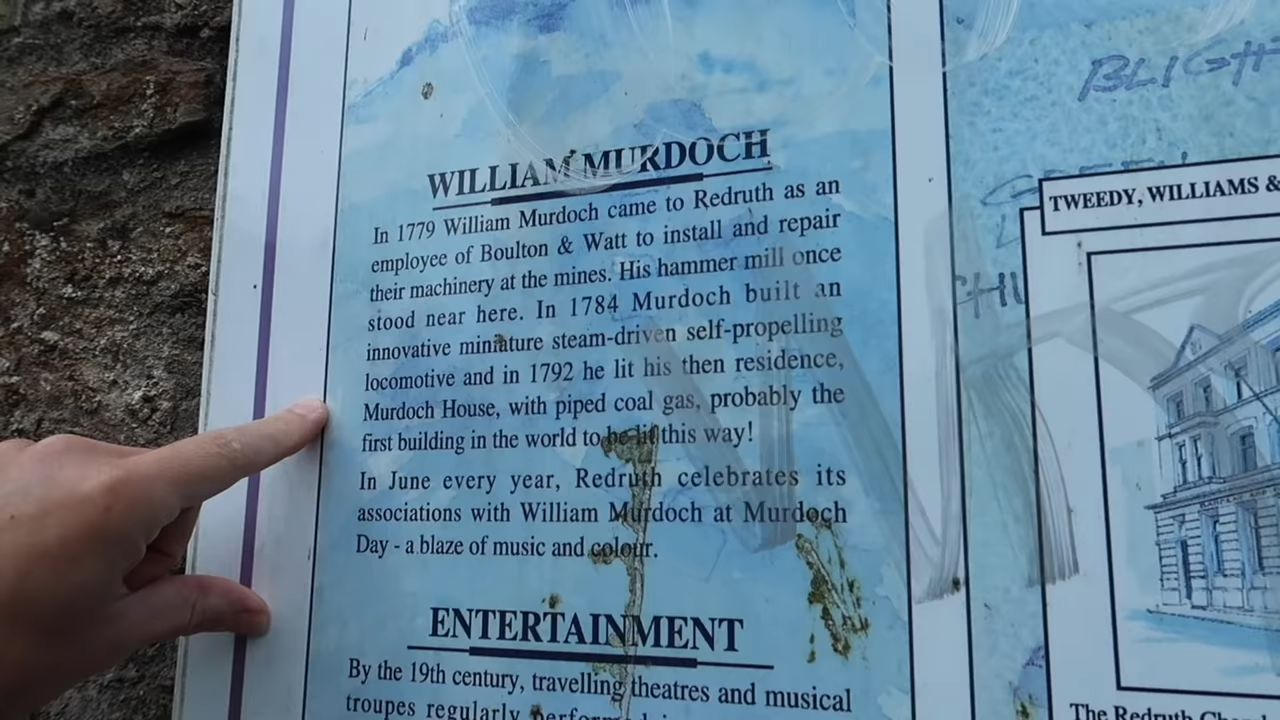 WILLIAM MURDOCH
In 1779 William Murdoch came to Redruth as an
employee of Boulton & Watt to install and repair
their machinery at the mines. His hammer mill once
stood near here. In 1784 Murdoch built an
innovative miniature steam-driven self-propelling
locomotive and in 1792 he lit his then residence,
Murdoch House, with piped coal gas, probably the
first building in the world to be lit this way!
In June every year, Redruth celebrates its
associations with William Murdoch at Murdoch
Day - a blaze of music and colour.
ENTERTAINMENT
By the 19th century, travelling theatres and musical
troupes regularly
BLIGH
TWEEDY, WILLIAMS &
The Redruth